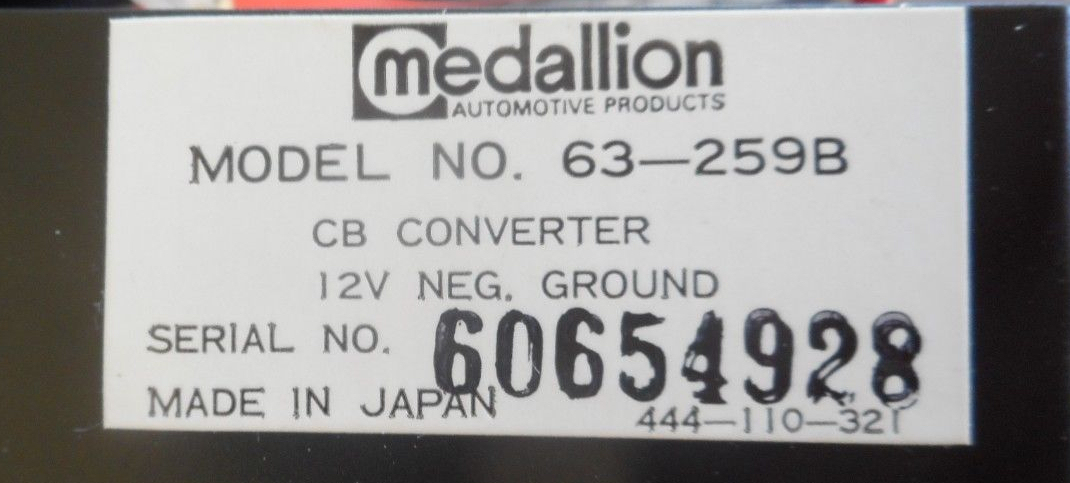 medallion
AUTOMOTIVE PRODUCTS
MODEL NO. 63—259B
CB CONVERTER
12V NEG. GROUND
SERIAL NO. 60654928
MADE IN JAPAN
444—110—321